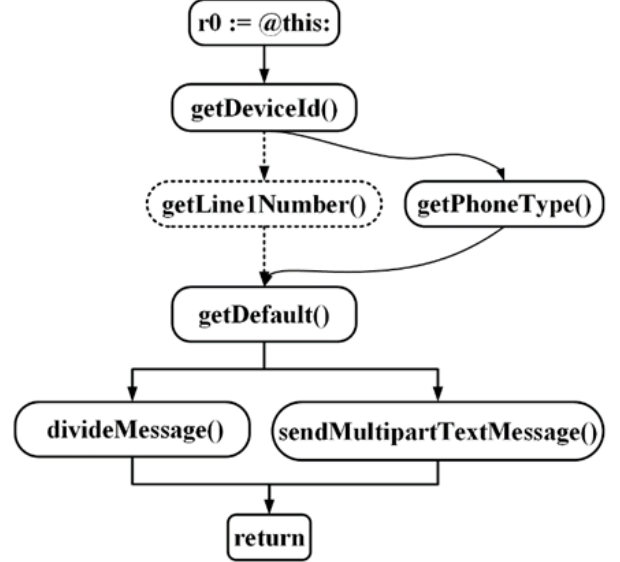 r0 := @this:
getDeviceId()
getLine1Number()
getPhoneType()
getDefault()
divideMessage()
sendMultipartTextMessage()
return